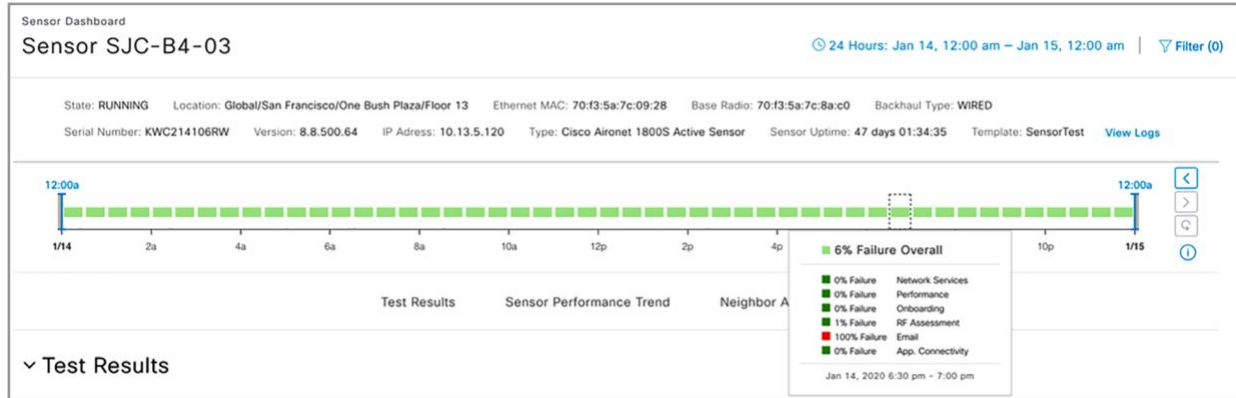 Sensor Dashboard
Sensor SJC-B4-03
24 Hours: Jan 14, 12:00 am – Jan 15, 12:00 am | Filter (0)
State: RUNNING Location: Global/San Francisco/One Bush Plaza/Floor 13 Ethernet MAC: 70:f3:5a:7c:09:28 Base Radio: 70:f3:5a:7c:8a:c0 Backhaul Type: WIRED
Serial Number: KWC214106RW Version: 8.8.500.64 IP Adress: 10.13.5.120 Type: Cisco Aironet 1800S Active Sensor Sensor Uptime: 47 days 01:34:35 Template: SensorTest View Logs
12:00a 12:00a
1/14 2a 4a 6a 8a 10a 12p 2p 4p 10p 1/15
6% Failure Overall
0% Failure Network Services
0% Failure Performance
0% Failure Onboarding
1% Failure RF Assessment
100% Failure Email
0% Failure App. Connectivity
Jan 14, 2020 6:30 pm - 7:00 pm
Test Results Sensor Performance Trend Neighbor A
Test Results